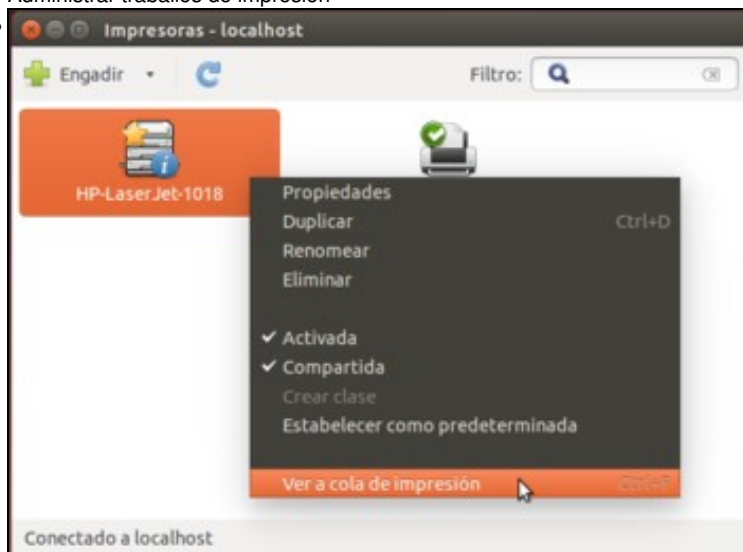 Administrar traballos de impresión
Impresoras - localhost
Engadir
Filtro:
HP-LaserJet-1018
Propiedades
Duplicar Ctrl+D
Renomear
Eliminar
Activada
Compartida
Crear clase
Estabelecer como predeterminada
Ver a cola de impresión Ctrl+F
Conectado a localhost